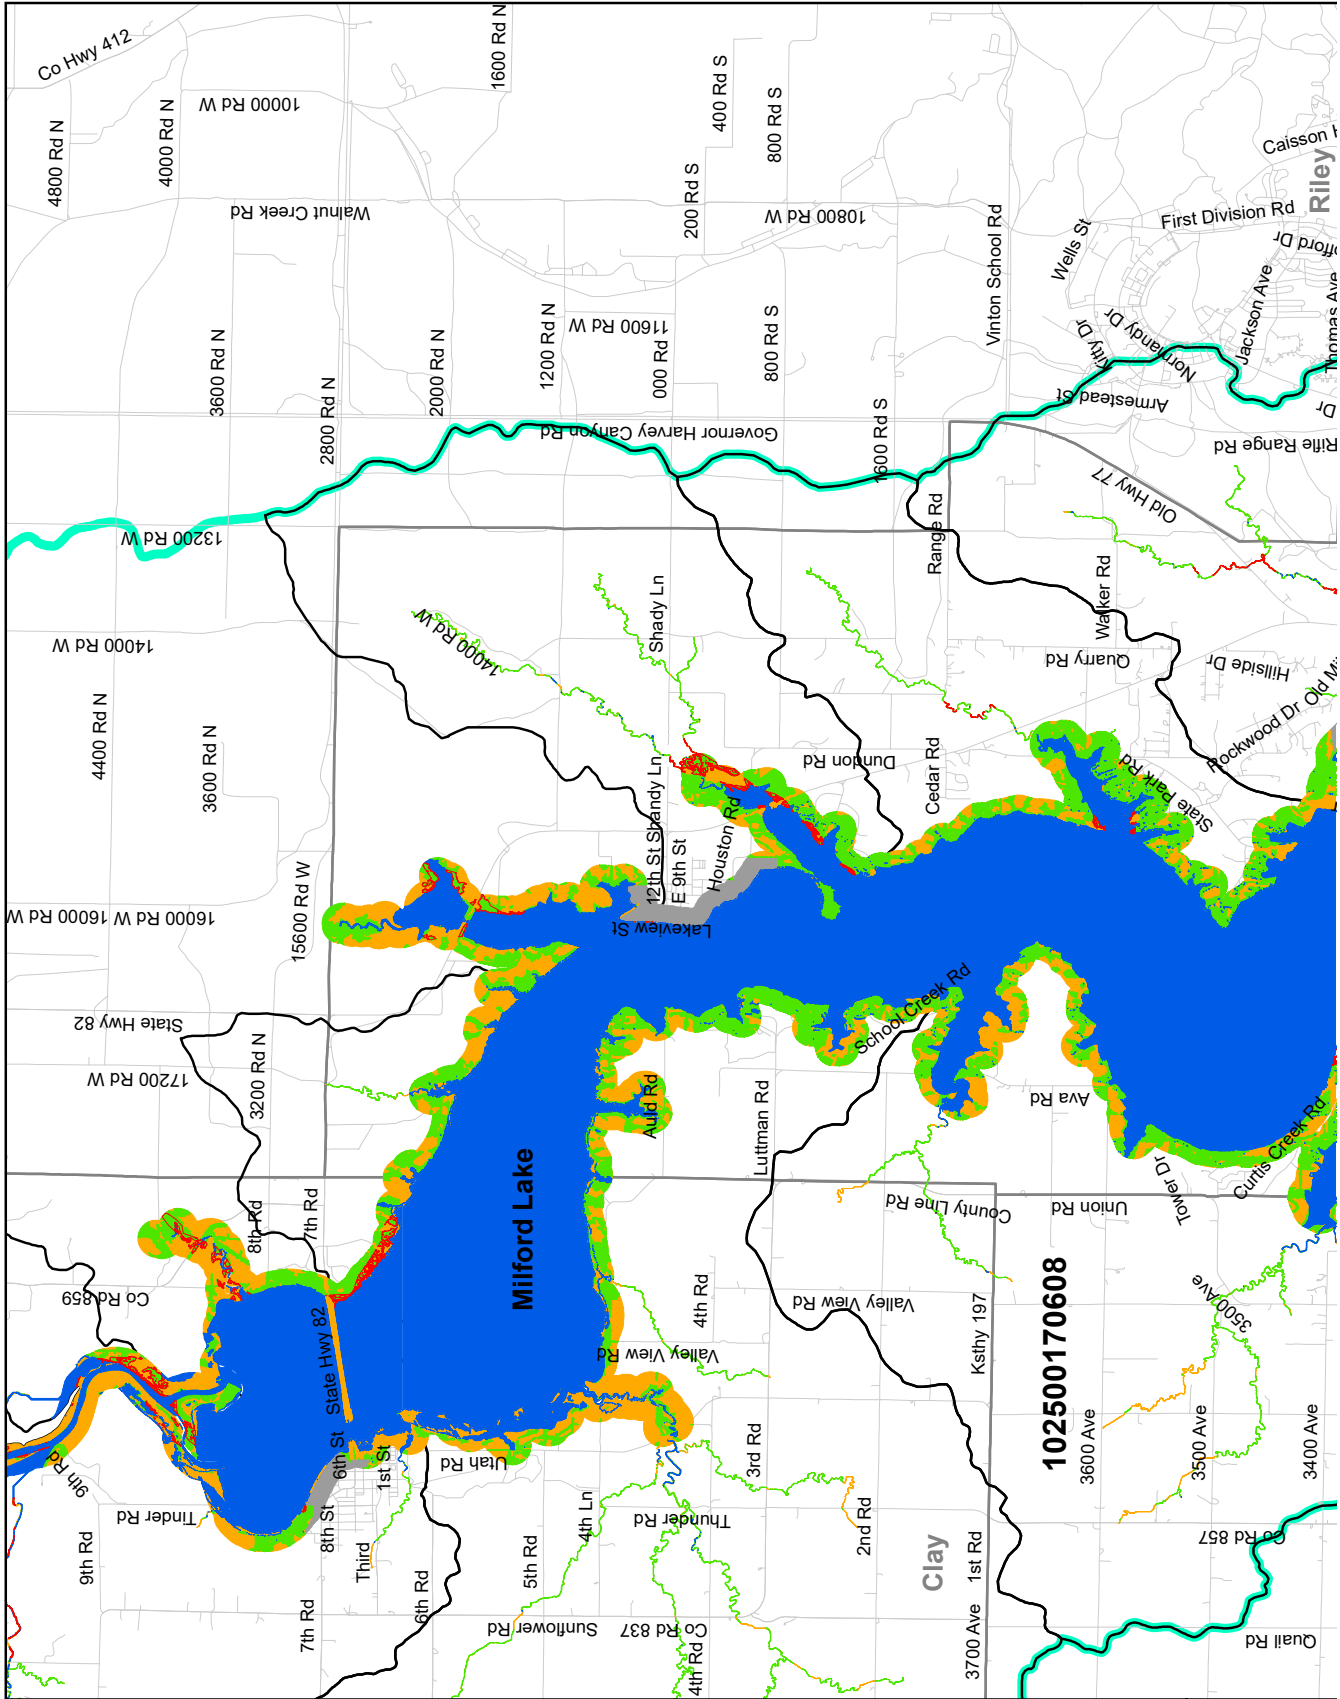 Co Hwy 412
1600 Rd N
4800 Rd N
4000 Rd N
10000 Rd W
400 Rd S
800 Rd S
Caisson H
Riley
Walnut Creek Rd
200 Rd S
10800 Rd W
First Division Rd
Wells St
Vinton School Rd
Jackson Ave
Thomas Ave
3600 Rd N
2800 Rd N
2000 Rd N
1200 Rd N
11600 Rd W
000 Rd N
800 Rd S
Kitty Dr
Normandy Dr
Armestead St
Dr
Governor Harvey Canyon Rd
1600 Rd S
Rifle Range Rd
Old Hwy 77
13200 Rd W
Range Rd
Walker Rd
14000 Rd W
14000 Rd W
Shady Ln
Quarry Rd
Hillside Dr
Old Mi
4400 Rd N
3600 Rd N
Dundon Rd
Cedar Rd
State Park Rd
Rockwood Dr
12th St
Shandy Ln
E 9th St
Houston Rd
15600 Rd W
16000 Rd W
16000 Rd W
Lakeview St
State Hwy 82
17200 Rd W
3200 Rd N
School Creek Rd
Auld Rd
Luttman Rd
Ava Rd
Curtis Creek Rd
Tower Dr
Milford Lake
8th Rd
7th Rd
County Line Rd
Union Rd
Co Rd 859
State Hwy 82
4th Rd
Valley View Rd
Valley View Rd
Ksthy 197
3500 Ave
10250017​0608
3600 Ave
3500 Ave
3400 Ave
9th Rd
Tinder Rd
6th St
1st St
Utah Rd
3rd Rd
9th Rd
8th St
Third
4th Ln
Thunder Rd
2nd Rd
Clay
Co Rd 857
7th Rd
6th Rd
5th Rd
Sunflower Rd
Co Rd 837
4th Rd
1st Rd
3700 Ave
Quail Rd